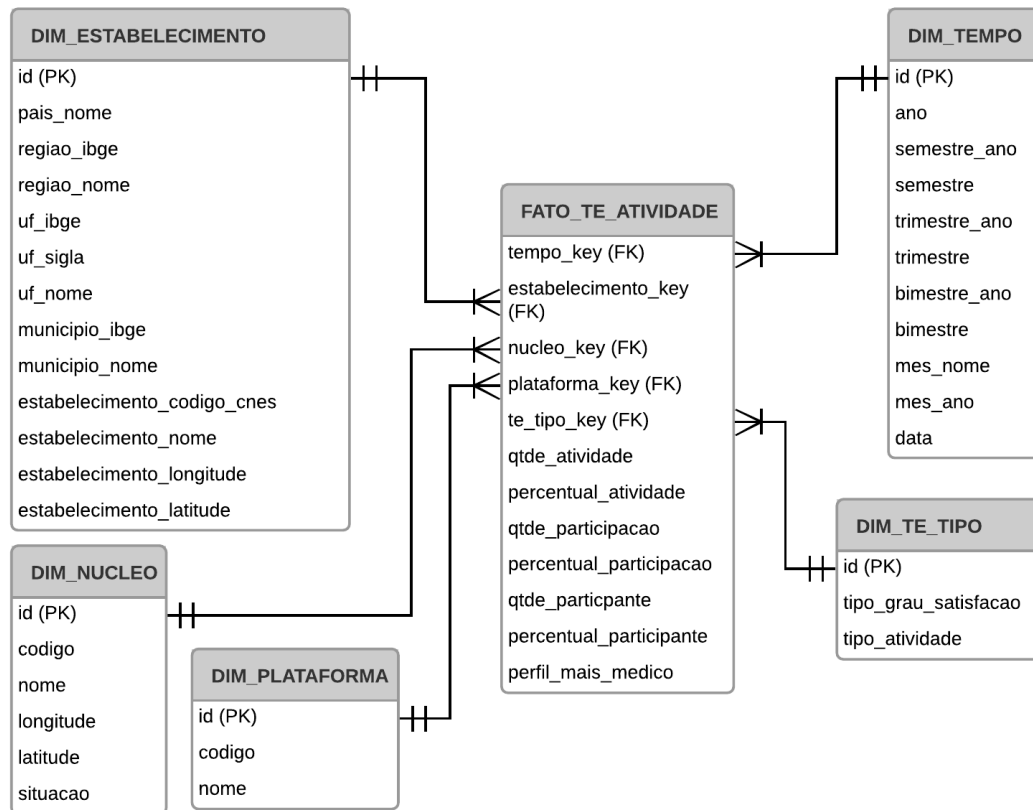 DIM_ESTABELECIMENTO
id (PK)
pais_nome
regiao_ibge
regiao_nome
uf_ibge
uf_sigla
uf_nome
municipio_ibge
municipio_nome
estabelecimento_codigo_cnes
estabelecimento_nome
estabelecimento_longitude
estabelecimento_latitude
DIM_NUCLEO
id (PK)
codigo
nome
longitude
latitude
situacao
DIM_PLATAFORMA
id (PK)
codigo
nome
FATO_TE_ATIVIDADE
tempo_key (FK)
estabelecimento_key
(FK)
nucleo_key (FK)
plataforma_key (FK)
te_tipo_key (FK)
qtde_atividade
percentual_atividade
qtde_participacao
percentual_participacao
qtde_particpante
percentual_participante
perfil_mais_medico
DIM_TEMPO
id (PK)
ano
semestre_ano
semestre
trimestre_ano
trimestre
bimestre_ano
bimestre
mes_nome
mes_ano
data
DIM_TE_TIPO
id (PK)
tipo_grau_satisfacao
tipo_atividade